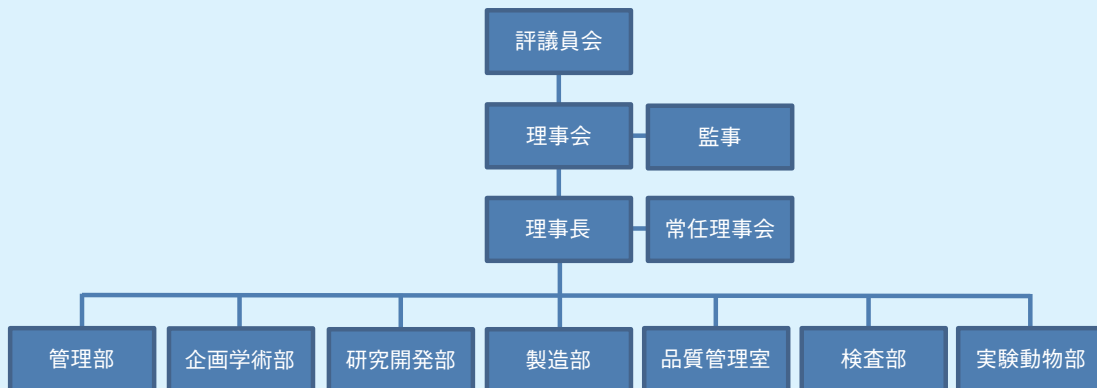 評議員会
理事会
監事
理事長
常任理事会
管理部
企画学術部
研究開発部
製造部
品質管理室
検査部
実験動物部